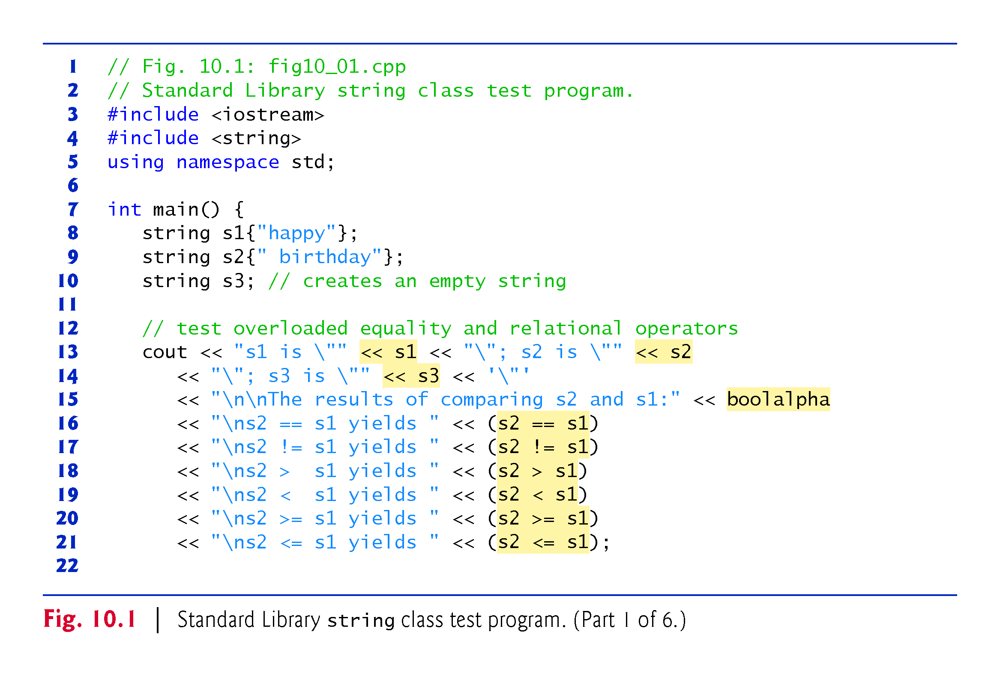 1 // Fig. 10.1: fig10_01.cpp
2 // Standard Library string class test program.
3 #include <iostream>
4 #include <string>
5 using namespace std;
6
7 int main() {
8    string s1{"happy"};
9    string s2{" birthday"};
10    string s3; // creates an empty string
11
12    // test overloaded equality and relational operators
13    cout << "s1 is \"" << s1 << "\"; s2 is \"" << s2
14       << "\"; s3 is \"" << s3 << '\"'
15       << "\n\nThe results of comparing s2 and s1:" << boolalpha
16       << "\ns2 == s1 yields " << (s2 == s1)
17       << "\ns2 != s1 yields " << (s2 != s1)
18       << "\ns2 >  s1 yields " << (s2 > s1)
19       << "\ns2 <  s1 yields " << (s2 < s1)
20       << "\ns2 >= s1 yields " << (s2 >= s1)
21       << "\ns2 <= s1 yields " << (s2 <= s1);
22
Fig. 10.1 | Standard Library string class test program. (Part 1 of 6.)